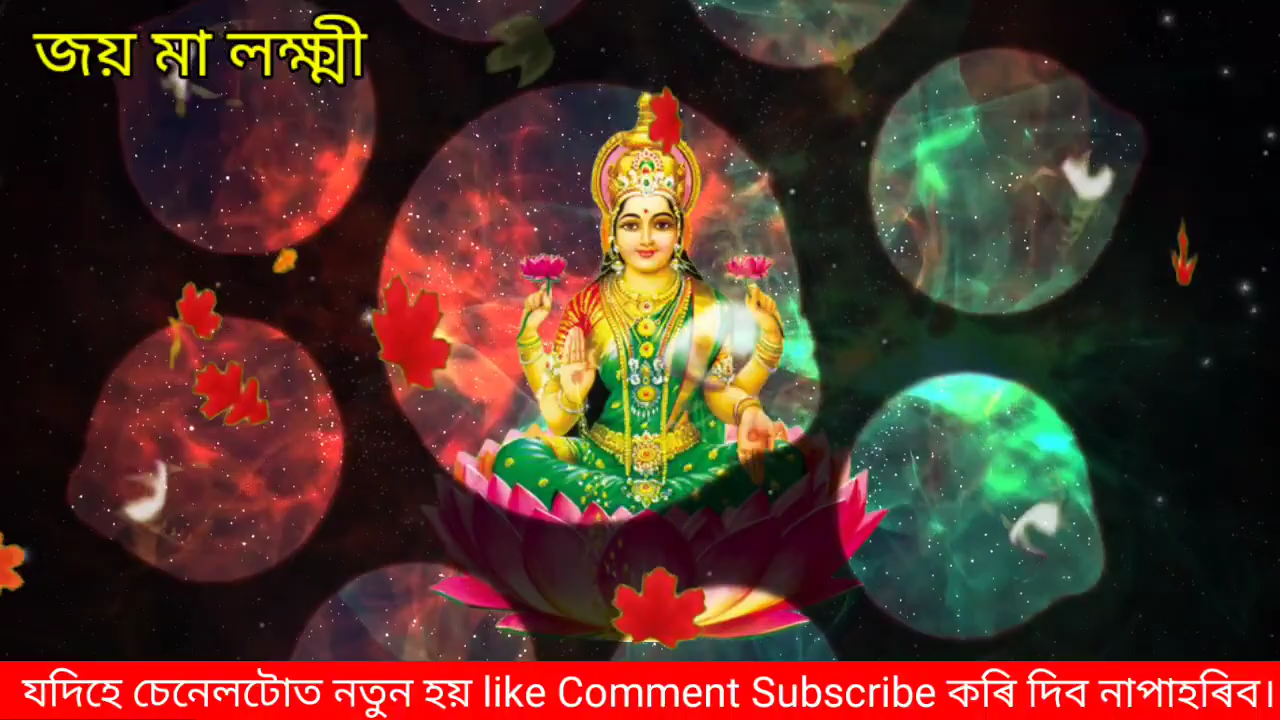 জয় মা লক্ষ্মী
যদিহে চেনেলটোত নতুন হয় like Comment Subscribe কৰি দিব নাপাহৰিব।